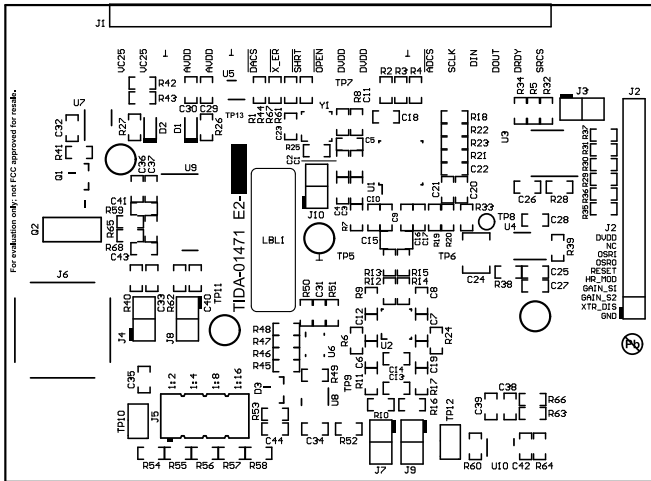 J1
VC25
VC25
⊥
AVDD
AVDD
⊥
DACS
X_ER
SHRT
OPEN
DVDD
DVDD
⊥
ADCS
SCLK
DIN
DOUT
DRDY
SRCS
R42
R43
U5
TP13
C30
C29
R1
R44
R67
R61
C23
TP7
Y1
R8
C11
R2
R3
R4
C18
R34
R5
R32
J3
J2
U7
C32
R27
D2
D1
R26
R41
Q1
C36
C37
U9
R25
C2
C1
C5
U1
R18
R22
R23
R21
C22
U3
R37
R30
R31
R36
R29
R28
R35
For evaluation only; not FCC approved for resale.
C41
R59
R65
R68
C43
Q2
TIDA-01471 E2-
LBL1
J10
TP5
C4
C3
C10
R7
C15
C9
C16
C17
R19
R20
C21
C20
R33
TP6
C24
TP8
U4
C26
R28
C28
R39
R38
C25
C27
J2
DVDD
NC
OSR1
OSR0
RESET
HR_MOD
GAIN_S1
GAIN_S2
XTR_DIS
GND
J6
R40
C33
R62
C40
TP11
J4
J8
R50
C31
R51
R13
R12
R15
R14
R9
C8
C12
C7
R48
R47
R46
R45
U6
R6
U2
R24
C6
C14
C19
R49
TP9
U8
R11
C13
R17
R10
R16
C35
1:2
1:4
1:8
1:16
D3
R53
TP10
J5
C44
C34
R52
J7
J9
TP12
C39
C38
R66
R63
R54
R55
R56
R57
R58
R60
U10
C42
R64
Pb